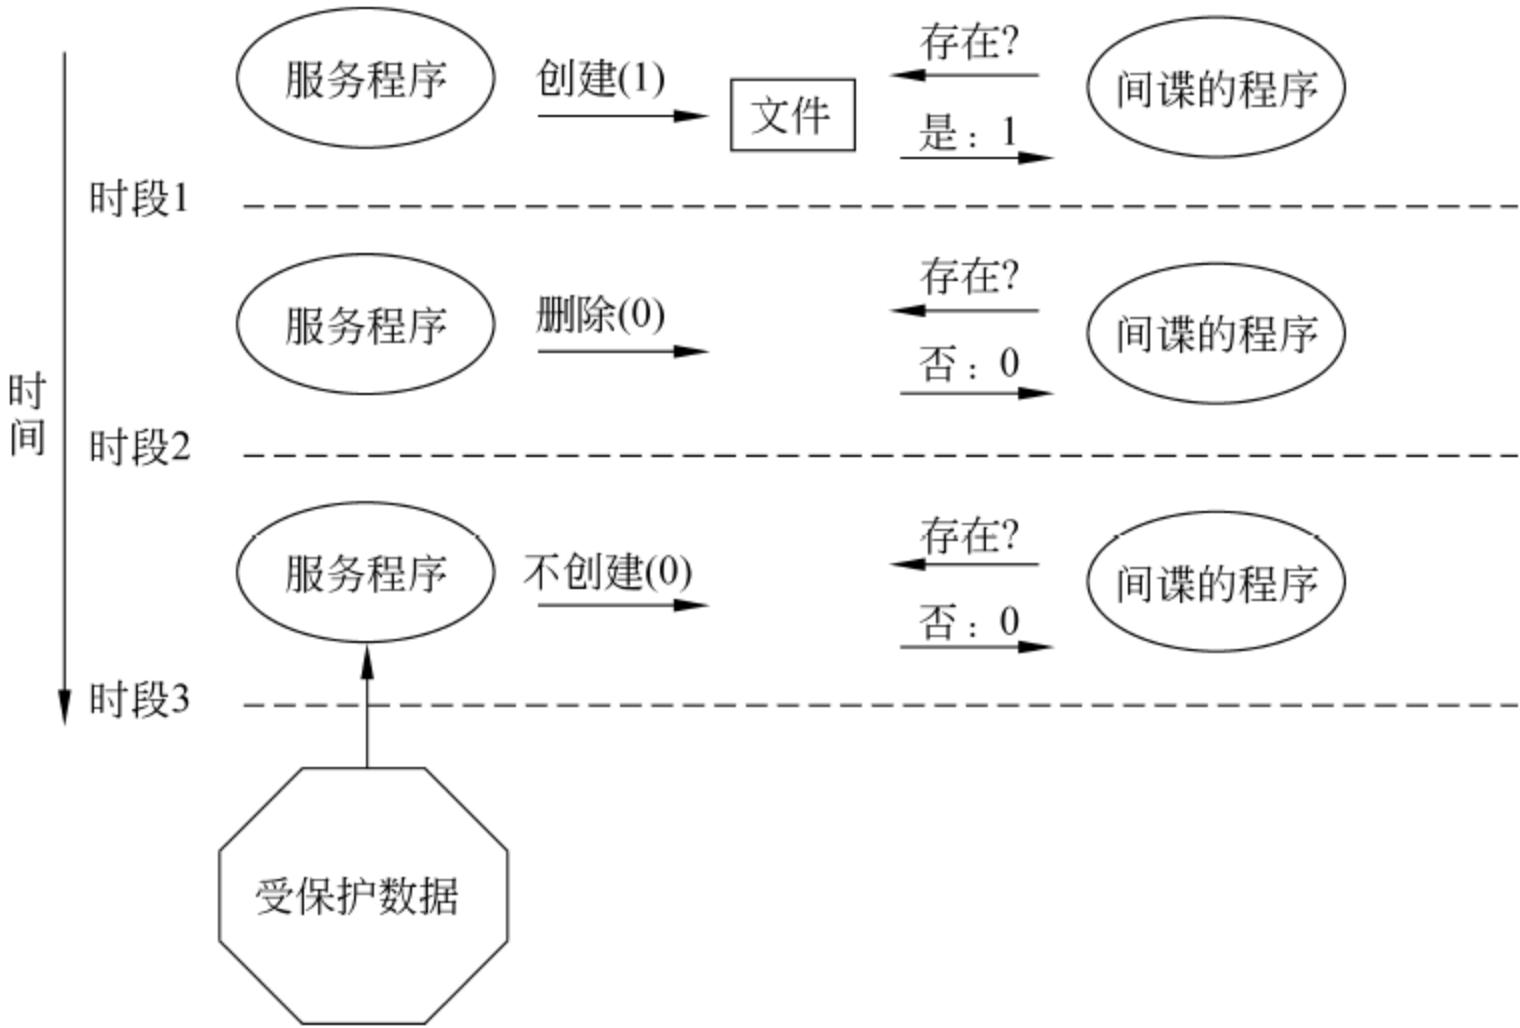 服务程序
创建(1)
文件
存在?
是：1
间谍的程序
时段1
服务程序
删除(0)
存在?
否：0
间谍的程序
时间
时段2
服务程序
不创建(0)
存在?
否：0
间谍的程序
时段3
受保护数据